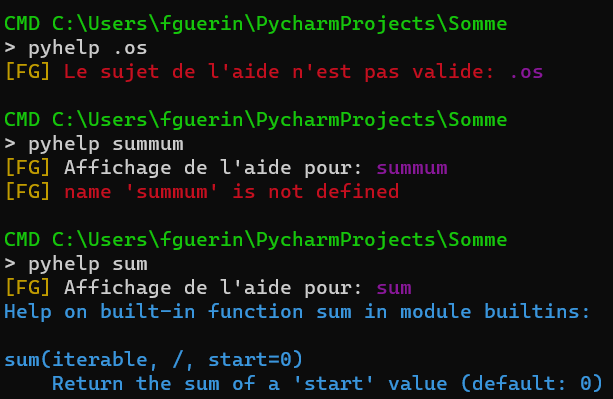 CMD C:\Users\fguerin\PycharmProjects\Somme
> pyhelp .os
[FG] Le sujet de l'aide n'est pas valide: .os
CMD C:\Users\fguerin\PycharmProjects\Somme
> pyhelp summum
[FG] Affichage de l'aide pour: summum
[FG] name 'summum' is not defined
CMD C:\Users\fguerin\PycharmProjects\Somme
> pyhelp sum
[FG] Affichage de l'aide pour: sum
Help on built-in function sum in module builtins:
sum(iterable, /, start=0)
    Return the sum of a 'start' value (default: 0)